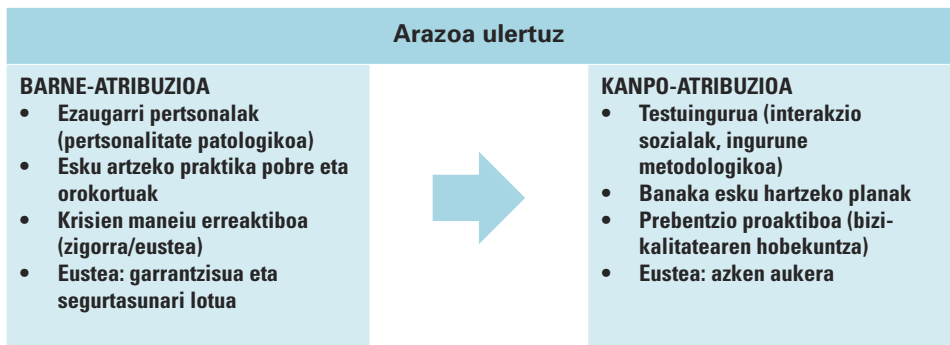 Arazoa ulertuz
BARNE-ATRIBUZIOA
• Ezaugarri pertsonalak
(pertsonalitate patologikoa)
• Esku artzeko praktika pobre eta
orokortuak
• Krisien maneiu erreaktiboa
(zigorra/eustea)
• Eustea: garrantzisua eta
segurtasunari lotua
KANPO-ATRIBUZIOA
• Testuingurua (interakzio
sozialak, ingurune
metodologikoa)
• Banaka esku hartzeko planak
• Prebentzio proaktiboa (bizi-
kalitatearen hobekuntza)
• Eustea: azken aukera